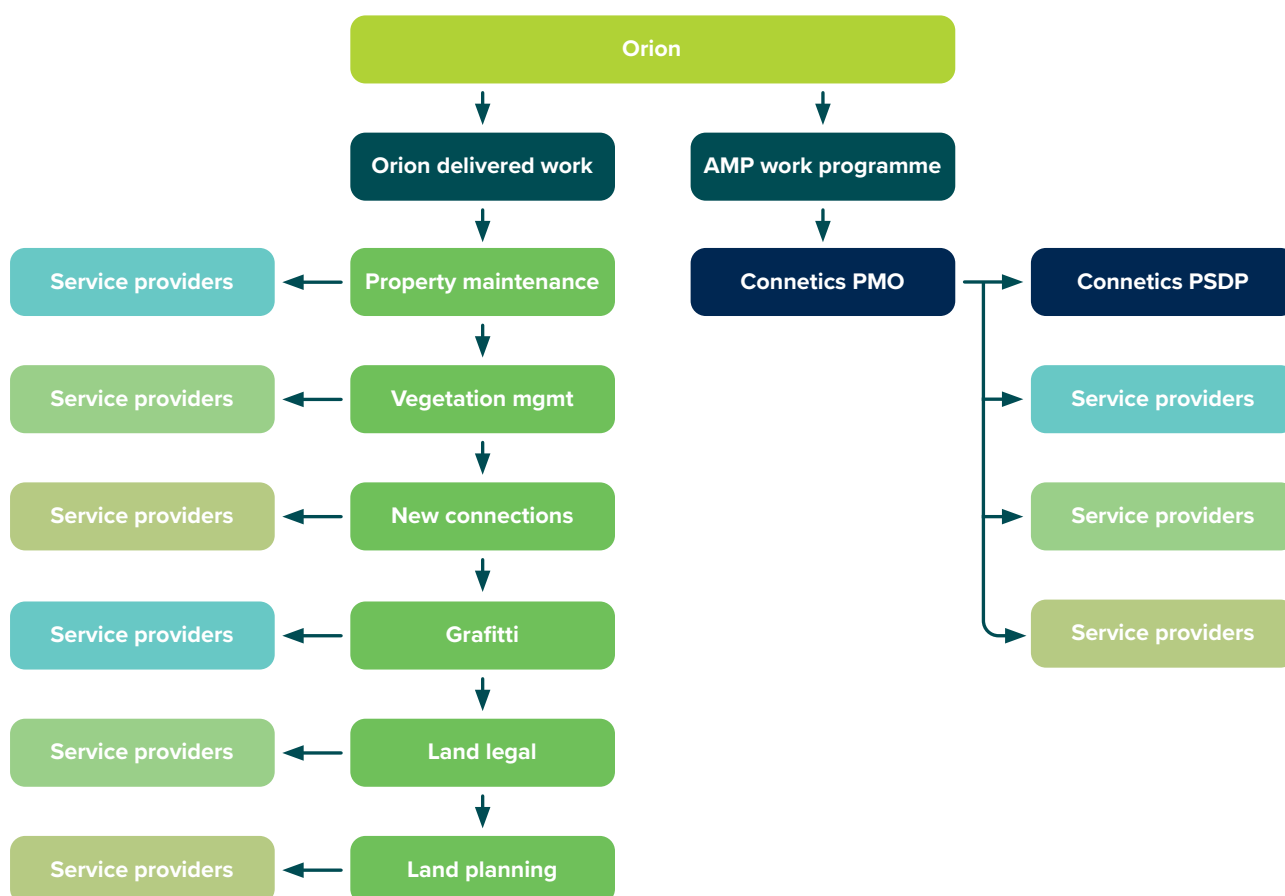 Orion
Orion delivered work
AMP work programme
Service providers
Property maintenance
Connetics PMO
Connetics PSDP
Service providers
Vegetation mgmt
Service providers
Service providers
New connections
Service providers
Service providers
Grafitti
Service providers
Service providers
Land legal
Service providers
Land planning